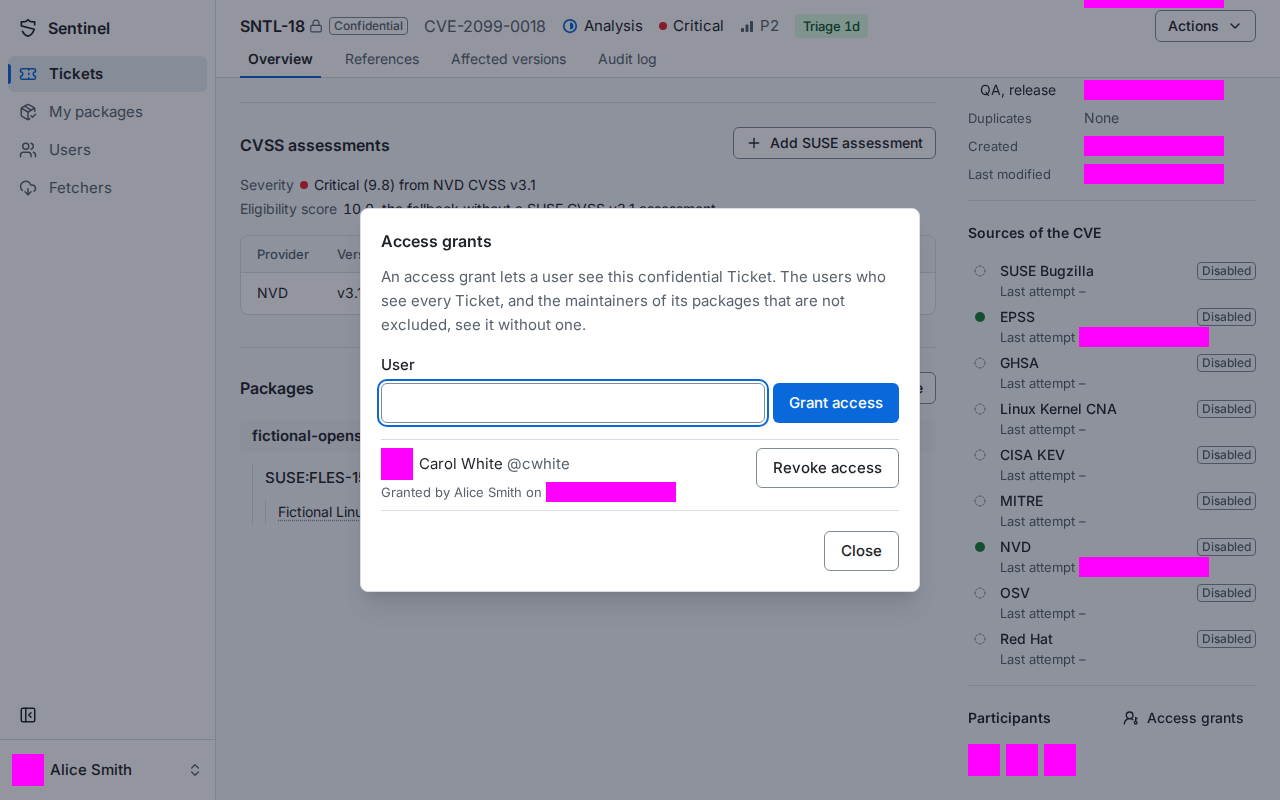 Sentinel
Tickets
My packages
Users
Fetchers
Alice Smith
SNTL-18 Confidential CVE-2099-0018 Analysis Critical P2 Triage 1d Actions
Overview References Affected versions Audit log
CVSS assessments Add SUSE assessment
Severity Critical (9.8) from NVD CVSS v3.1
Eligibility score
Provider
NVD
Packages
Access grants
An access grant lets a user see this confidential Ticket. The users who
see every Ticket, and the maintainers of its packages that are not
excluded, see it without one.
User
Grant access
Carol White @cwhite
Granted by Alice Smith on
Revoke access
Close
QA, release
Duplicates None
Created
Last modified
Sources of the CVE
SUSE Bugzilla Disabled
Last attempt –
EPSS Disabled
Last attempt
GHSA Disabled
Last attempt –
Linux Kernel CNA Disabled
Last attempt –
CISA KEV Disabled
Last attempt –
MITRE Disabled
Last attempt –
NVD Disabled
Last attempt
OSV Disabled
Last attempt –
Red Hat Disabled
Last attempt –
Participants Access grants